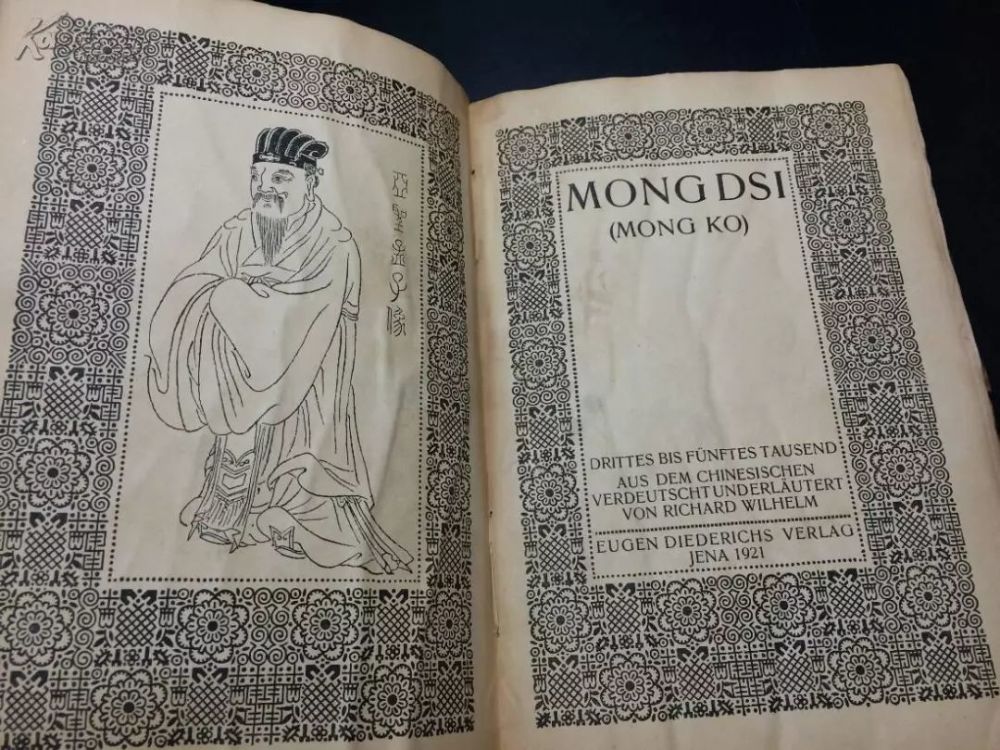 亞聖孟子像
MONG DSI
(MONG KO)
DRITTES BIS FÜNFTES TAUSEND
AUS DEM CHINESISCHEN
VERDEUTSCHT UND ERLÄUTERT
VON RICHARD WILHELM
EUGEN DIEDERICHS VERLAG
JENA 1921